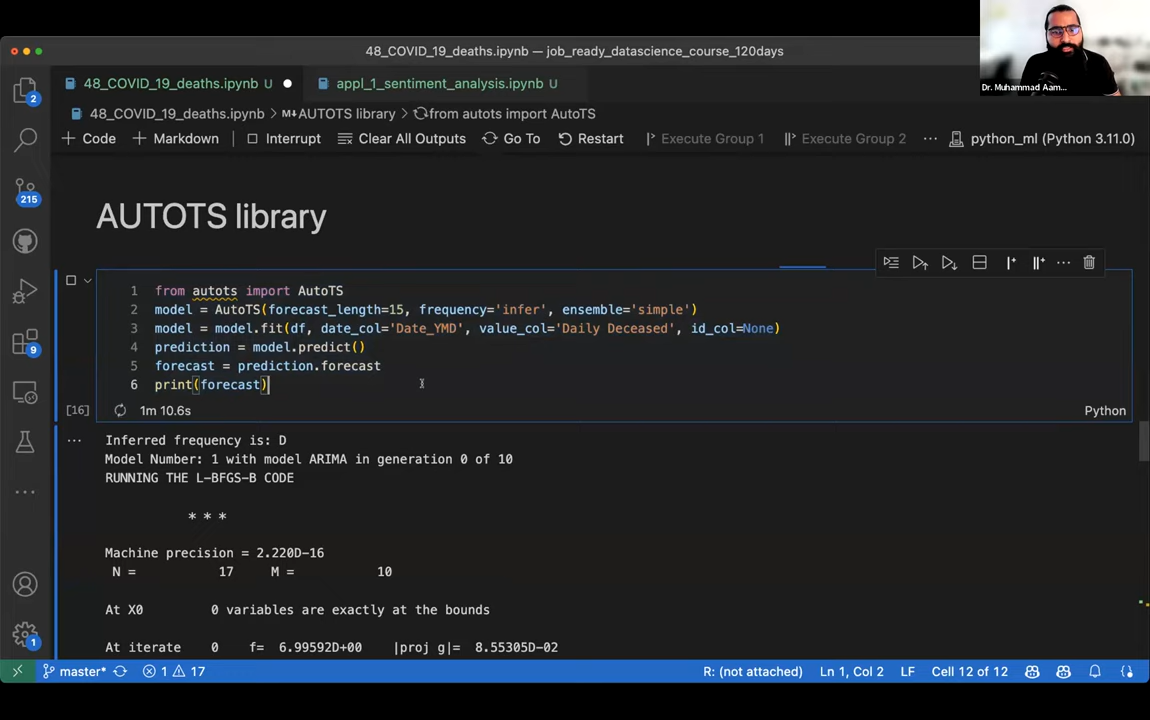 48_COVID_19_deaths.ipynb — job_ready_datascience_course_120days
Dr. Muhammad Aam...
48_COVID_19_deaths.ipynb U
appl_1_sentiment_analysis.ipynb U
48_COVID_19_deaths.ipynb > M↓AUTOTS library > from autots import AutoTS
+ Code + Markdown Interrupt Clear All Outputs Go To Restart Execute Group 1 Execute Group 2 ... python_ml (Python 3.11.0)
2
215
9
1
AUTOTS library
1 from autots import AutoTS
2 model = AutoTS(forecast_length=15, frequency='infer', ensemble='simple')
3 model = model.fit(df, date_col='Date_YMD', value_col='Daily Deceased', id_col=None)
4 prediction = model.predict()
5 forecast = prediction.forecast
6 print(forecast)
[16] 1m 10.6s Python
... Inferred frequency is: D
Model Number: 1 with model ARIMA in generation 0 of 10
RUNNING THE L-BFGS-B CODE
* * *
Machine precision = 2.220D-16
N = 17 M = 10
At X0 0 variables are exactly at the bounds
At iterate 0 f= 6.99592D+00 |proj g|= 8.55305D-02
master* 1 17 R: (not attached) Ln 1, Col 2 LF Cell 12 of 12